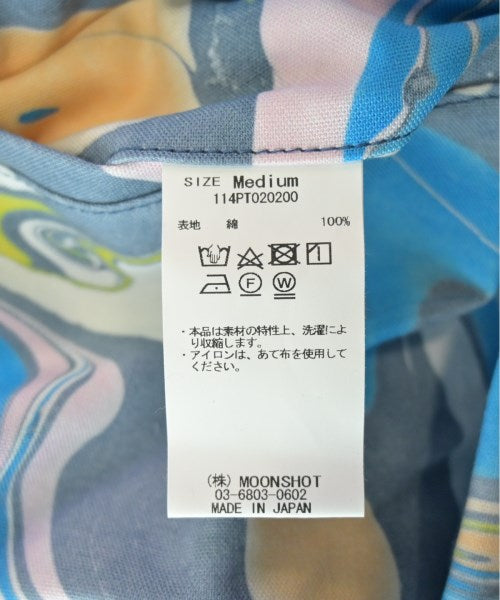 SIZE Medium
114PT020200
表地 綿 100%
F W
・本品は素材の特性上、洗濯によ
り収縮します。
・アイロンは、あて布を使用して
ください。
(株) MOONSHOT
03-6803-0602
MADE IN JAPAN